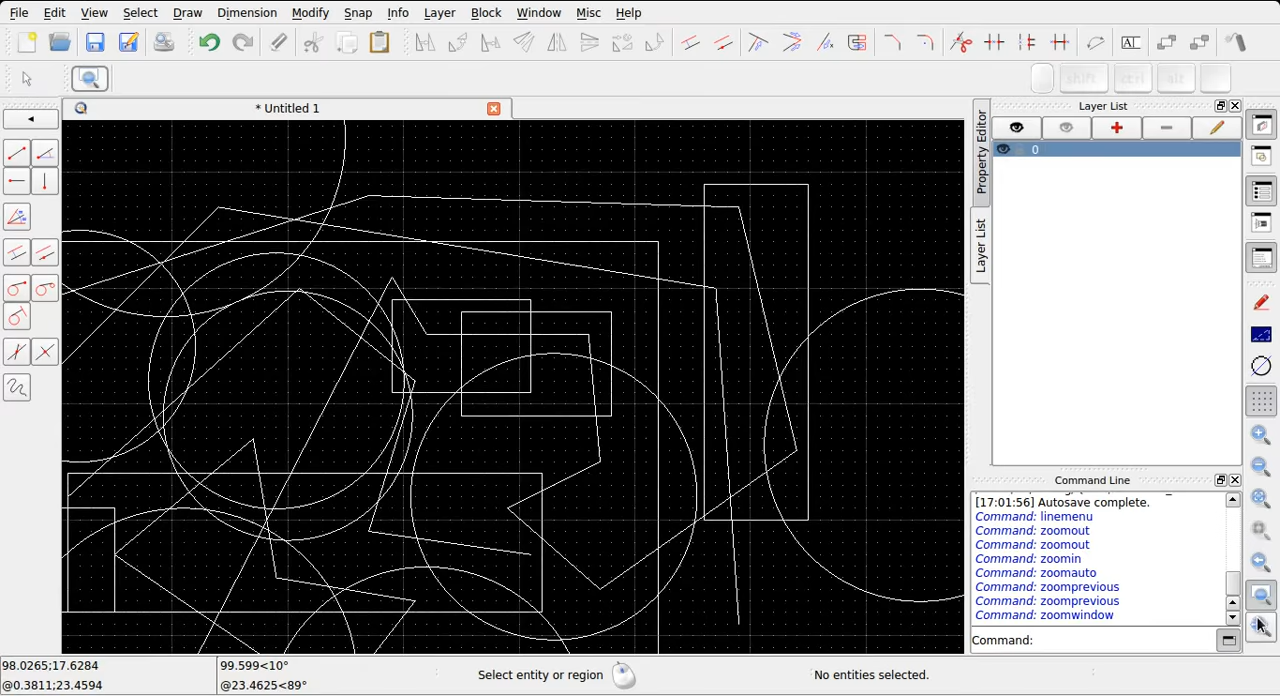 File Edit View Select Draw Dimension Modify Snap Info Layer Block Window Misc Help
shift ctrl alt
* Untitled 1
Layer List
Property Editor
Layer List
0
Command Line
[17:01:56] Autosave complete.
Command: linemenu
Command: zoomout
Command: zoomout
Command: zoomin
Command: zoomauto
Command: zoomprevious
Command: zoomprevious
Command: zoomwindow
Command:
98.0265;17.6284
@0.3811;23.4594
99.599<10°
@23.4625<89°
Select entity or region
No entities selected.